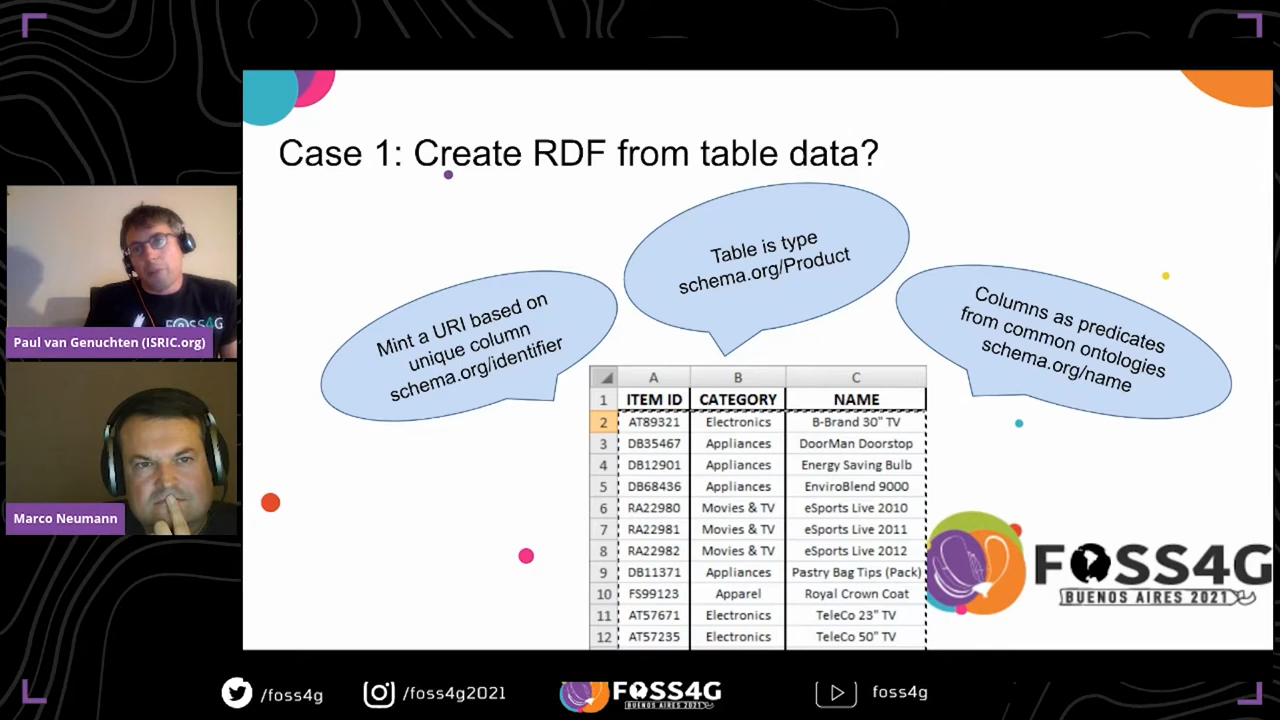 Case 1: Create RDF from table data?
Table is type
schema.org/Product
Mint a URI based on
unique column
schema.org/identifier
Columns as predicates
from common ontologies
schema.org/name
A B C
1 ITEM ID CATEGORY NAME
2 AT89321 Electronics B-Brand 30" TV
3 DB35467 Appliances DoorMan Doorstop
4 DB12901 Appliances Energy Saving Bulb
5 DB68436 Appliances EnviroBlend 9000
6 RA22980 Movies & TV eSports Live 2010
7 RA22981 Movies & TV eSports Live 2011
8 RA22982 Movies & TV eSports Live 2012
9 DB11371 Appliances Pastry Bag Tips (Pack)
10 FS99123 Apparel Royal Crown Coat
11 AT57671 Electronics TeleCo 23" TV
12 AT57235 Electronics TeleCo 50" TV
FOSS4G
Paul van Genuchten (ISRIC.org)
Marco Neumann
FOSS4G
BUENOS AIRES 2021
/foss4g
/foss4g2021
FOSS4G
BUENOS AIRES 2021
foss4g